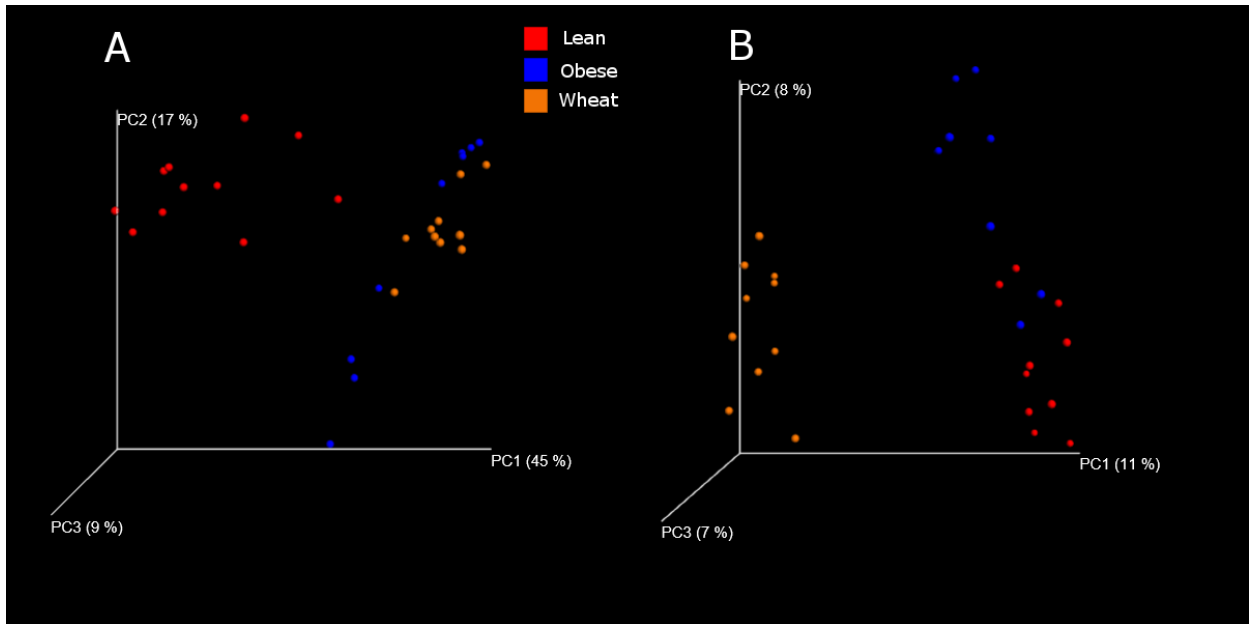 A
Lean
Obese
Wheat
PC2 (17 %)
PC1 (45 %)
PC3 (9 %)
B
PC2 (8 %)
PC1 (11 %)
PC3 (7 %)